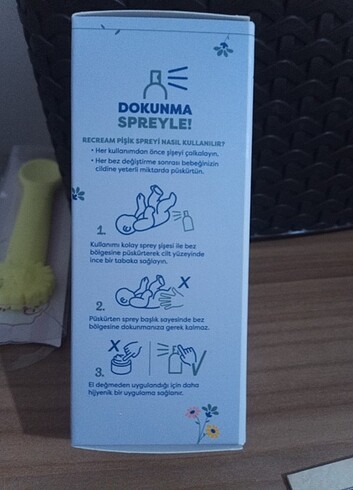 DOKUNMA
SPREYLE!
RECREAM PİŞİK SPREYİ NASIL KULLANILIR?
• Her kullanımdan önce şişeyi çalkalayın.
• Her bez değiştirme sonrası bebeğinizin
cildine yeterli miktarda püskürtün.
1.
Kullanımı kolay sprey şişesi ile bez
bölgesine püskürterek cilt yüzeyinde
ince bir tabaka sağlayın.
2.
X
Püskürten sprey başlık sayesinde bez
bölgesine dokunmanıza gerek kalmaz.
3.
X
El değmeden uygulandığı için daha
hijyenik bir uygulama sağlanır.